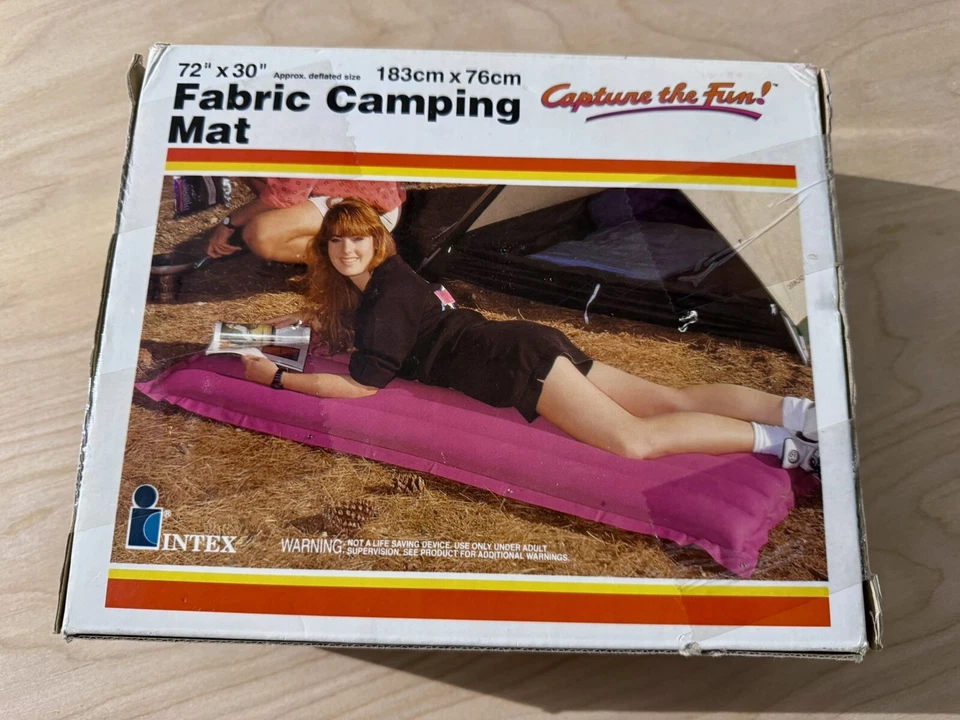 72" x 30" Approx. deflated size 183cm x 76cm
Fabric Camping
Mat
Capture the Fun!™
INTEX®
WARNING: NOT A LIFE SAVING DEVICE. USE ONLY UNDER ADULT
SUPERVISION. SEE PRODUCT FOR ADDITIONAL WARNINGS.